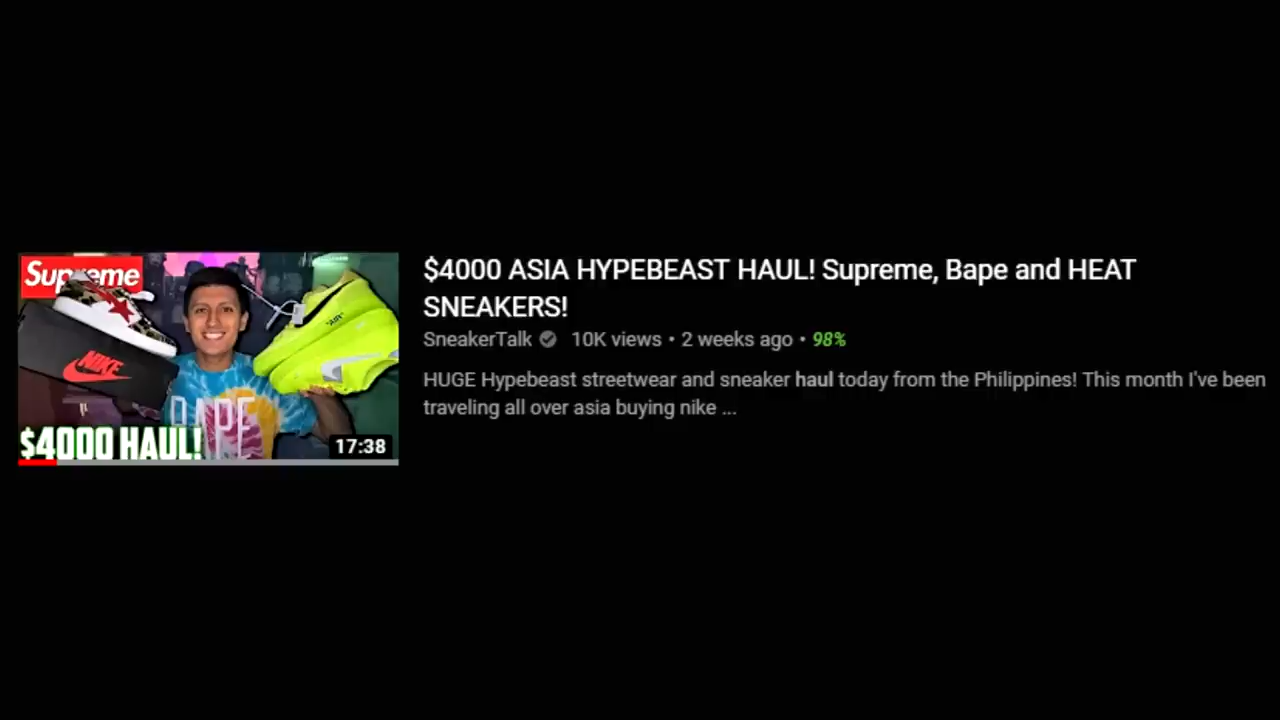 Supreme
NIKE
"AIR"
BAPE
$4000 HAUL!
17:38
$4000 ASIA HYPEBEAST HAUL! Supreme, Bape and HEAT
SNEAKERS!
SneakerTalk 10K views • 2 weeks ago • 98%
HUGE Hypebeast streetwear and sneaker haul today from the Philippines! This month I've been
traveling all over asia buying nike ...